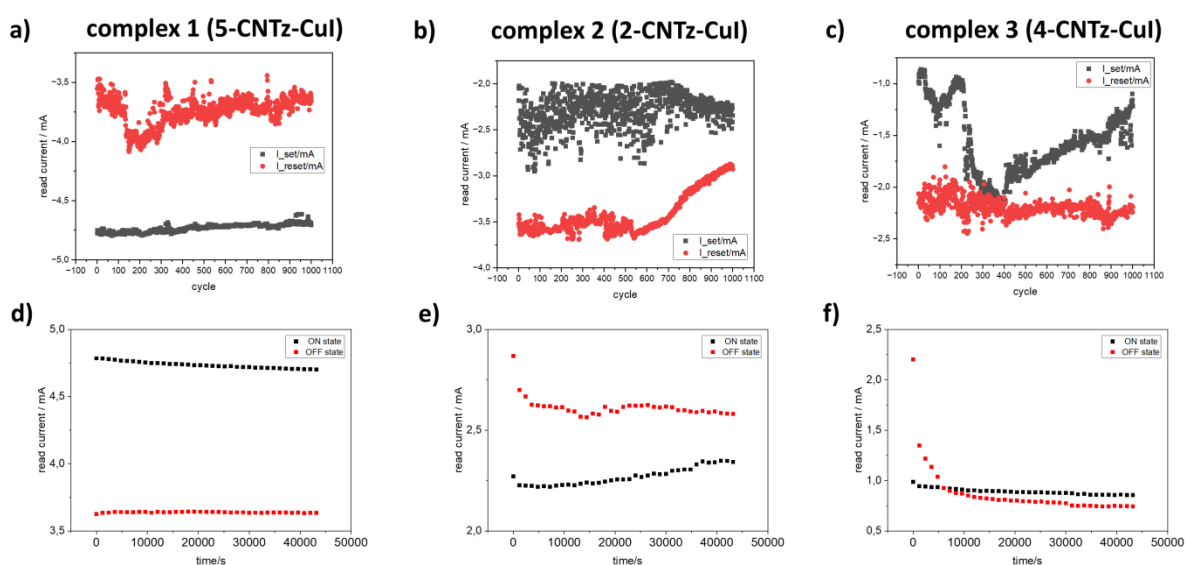 a)
complex 1 (5-CNTz-CuI)
−3,5
−4,0
−4,5
−5,0
read current / mA
I_set/mA
I_reset/mA
−100 0 100 200 300 400 500 600 700 800 900 1000 1100
cycle
b)
complex 2 (2-CNTz-CuI)
−2,0
−2,5
−3,0
−3,5
−4,0
read current / mA
I_set/mA
I_reset/mA
−100 0 100 200 300 400 500 600 700 800 900 1000 1100
cycle
c)
complex 3 (4-CNTz-CuI)
−1,0
−1,5
−2,0
−2,5
read current / mA
I_set/mA
I_reset/mA
−100 0 100 200 300 400 500 600 700 800 900 1000 1100
cycle
d)
5,0
4,5
4,0
3,5
read current / mA
ON state
OFF state
0 10000 20000 30000 40000 50000
time/s
e)
3,0
2,5
2,0
read current / mA
ON state
OFF state
0 10000 20000 30000 40000 50000
time/s
f)
2,5
2,0
1,5
1,0
0,5
read current / mA
ON state
OFF state
0 10000 20000 30000 40000 50000
time/s